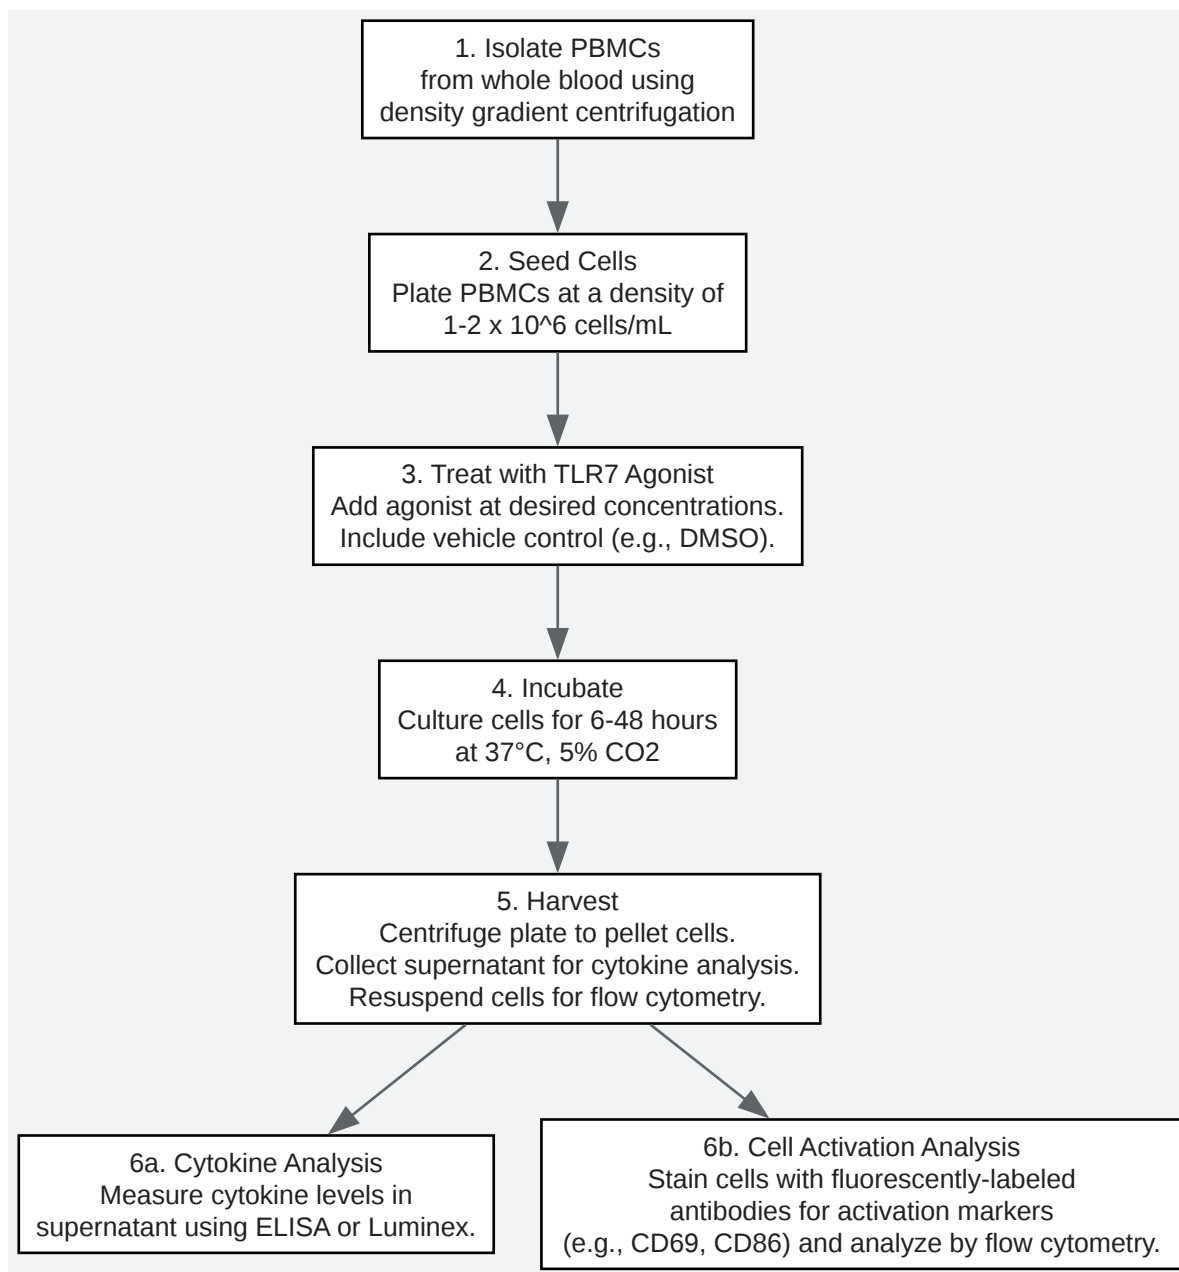 1. Isolate PBMCs
from whole blood using
density gradient centrifugation
2. Seed Cells
Plate PBMCs at a density of
1-2 x 10^6 cells/mL
3. Treat with TLR7 Agonist
Add agonist at desired concentrations.
Include vehicle control (e.g., DMSO).
4. Incubate
Culture cells for 6-48 hours
at 37°C, 5% CO2
5. Harvest
Centrifuge plate to pellet cells.
Collect supernatant for cytokine analysis.
Resuspend cells for flow cytometry.
6a. Cytokine Analysis
Measure cytokine levels in
supernatant using ELISA or Luminex.
6b. Cell Activation Analysis
Stain cells with fluorescently-labeled
antibodies for activation markers
(e.g., CD69, CD86) and analyze by flow cytometry.